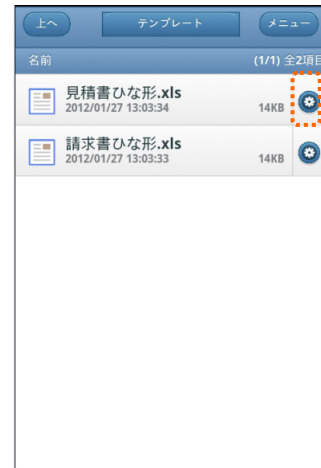 上へ テンプレート メニュー
名前 (1/1) 全2項目
見積書ひな形.xls
2012/01/27 13:03:34 14KB
請求書ひな形.xls
2012/01/27 13:03:33 14KB